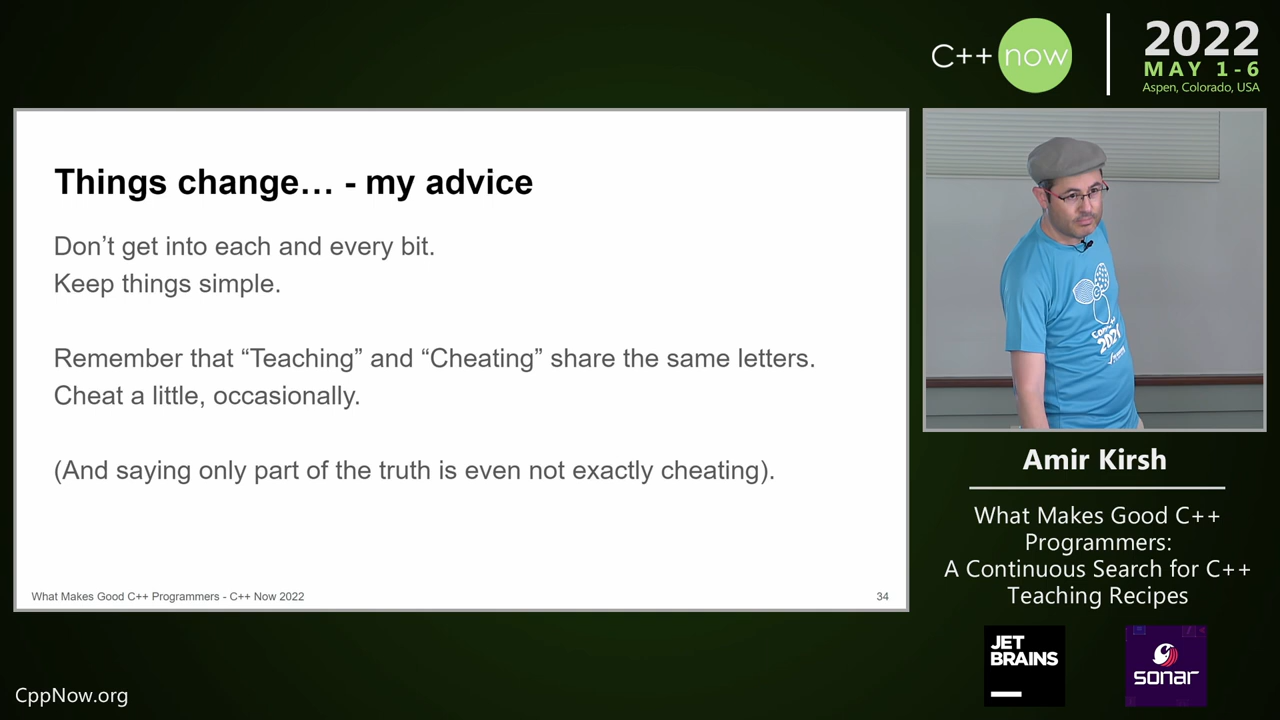 C++ now
2022
MAY 1-6
Aspen, Colorado, USA
Things change… - my advice
Don’t get into each and every bit.
Keep things simple.
Remember that “Teaching” and “Cheating” share the same letters.
Cheat a little, occasionally.
(And saying only part of the truth is even not exactly cheating).
What Makes Good C++ Programmers - C++ Now 2022
34
2021
Amir Kirsh
What Makes Good C++
Programmers:
A Continuous Search for C++
Teaching Recipes
JET
BRAINS
sonar
CppNow.org